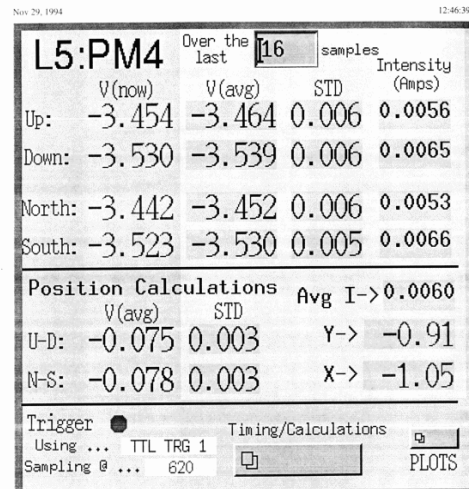 Nov 29, 1994 12:46:39
L5:PM4 Over the last 16 samples
Intensity
V(now) V(avg) STD (Amps)
Up: -3.454 -3.464 0.006 0.0056
Down: -3.530 -3.539 0.006 0.0065
North: -3.442 -3.452 0.006 0.0053
South: -3.523 -3.530 0.005 0.0066
Position Calculations Avg I-> 0.0060
V(avg) STD
U-D: -0.075 0.003 Y-> -0.91
N-S: -0.078 0.003 X-> -1.05
Trigger Timing/Calculations
Using ... TTL TRG 1
Sampling @ ... 620 PLOTS